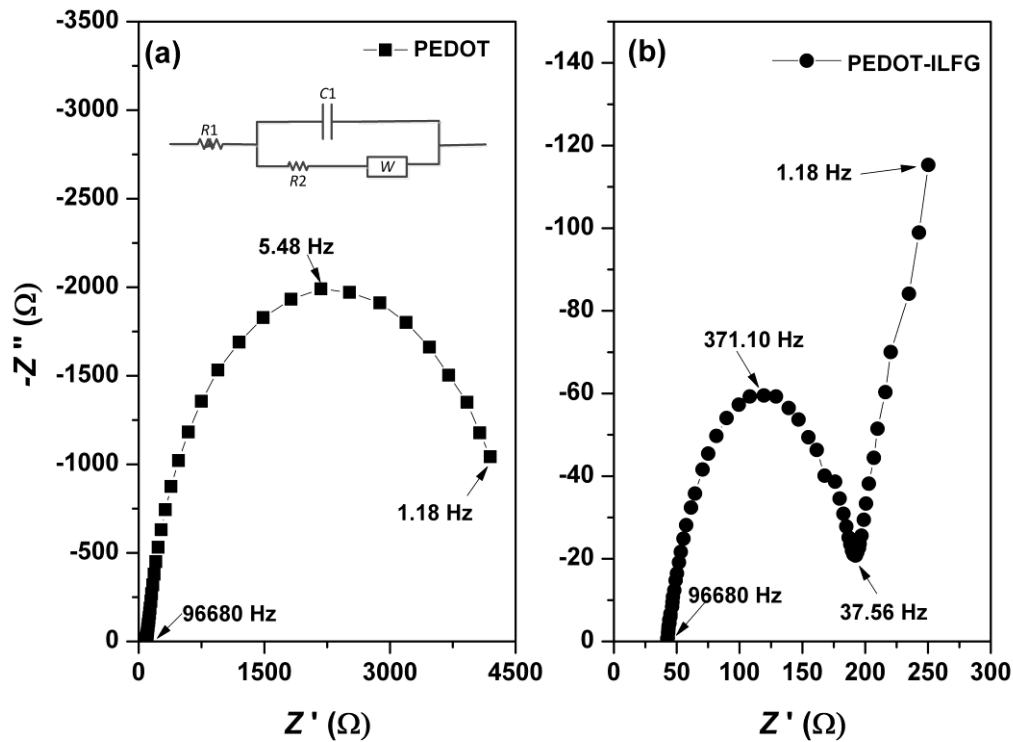 (a)
PEDOT
R1
C1
R2
W
5.48 Hz
1.18 Hz
96680 Hz
-3500
-3000
-2500
-2000
-1500
-1000
-500
0
0
1500
3000
4500
-Z'' (Ω)
Z' (Ω)
(b)
PEDOT-ILFG
1.18 Hz
371.10 Hz
96680 Hz
37.56 Hz
-140
-120
-100
-80
-60
-40
-20
0
0
50
100
150
200
250
300
Z' (Ω)